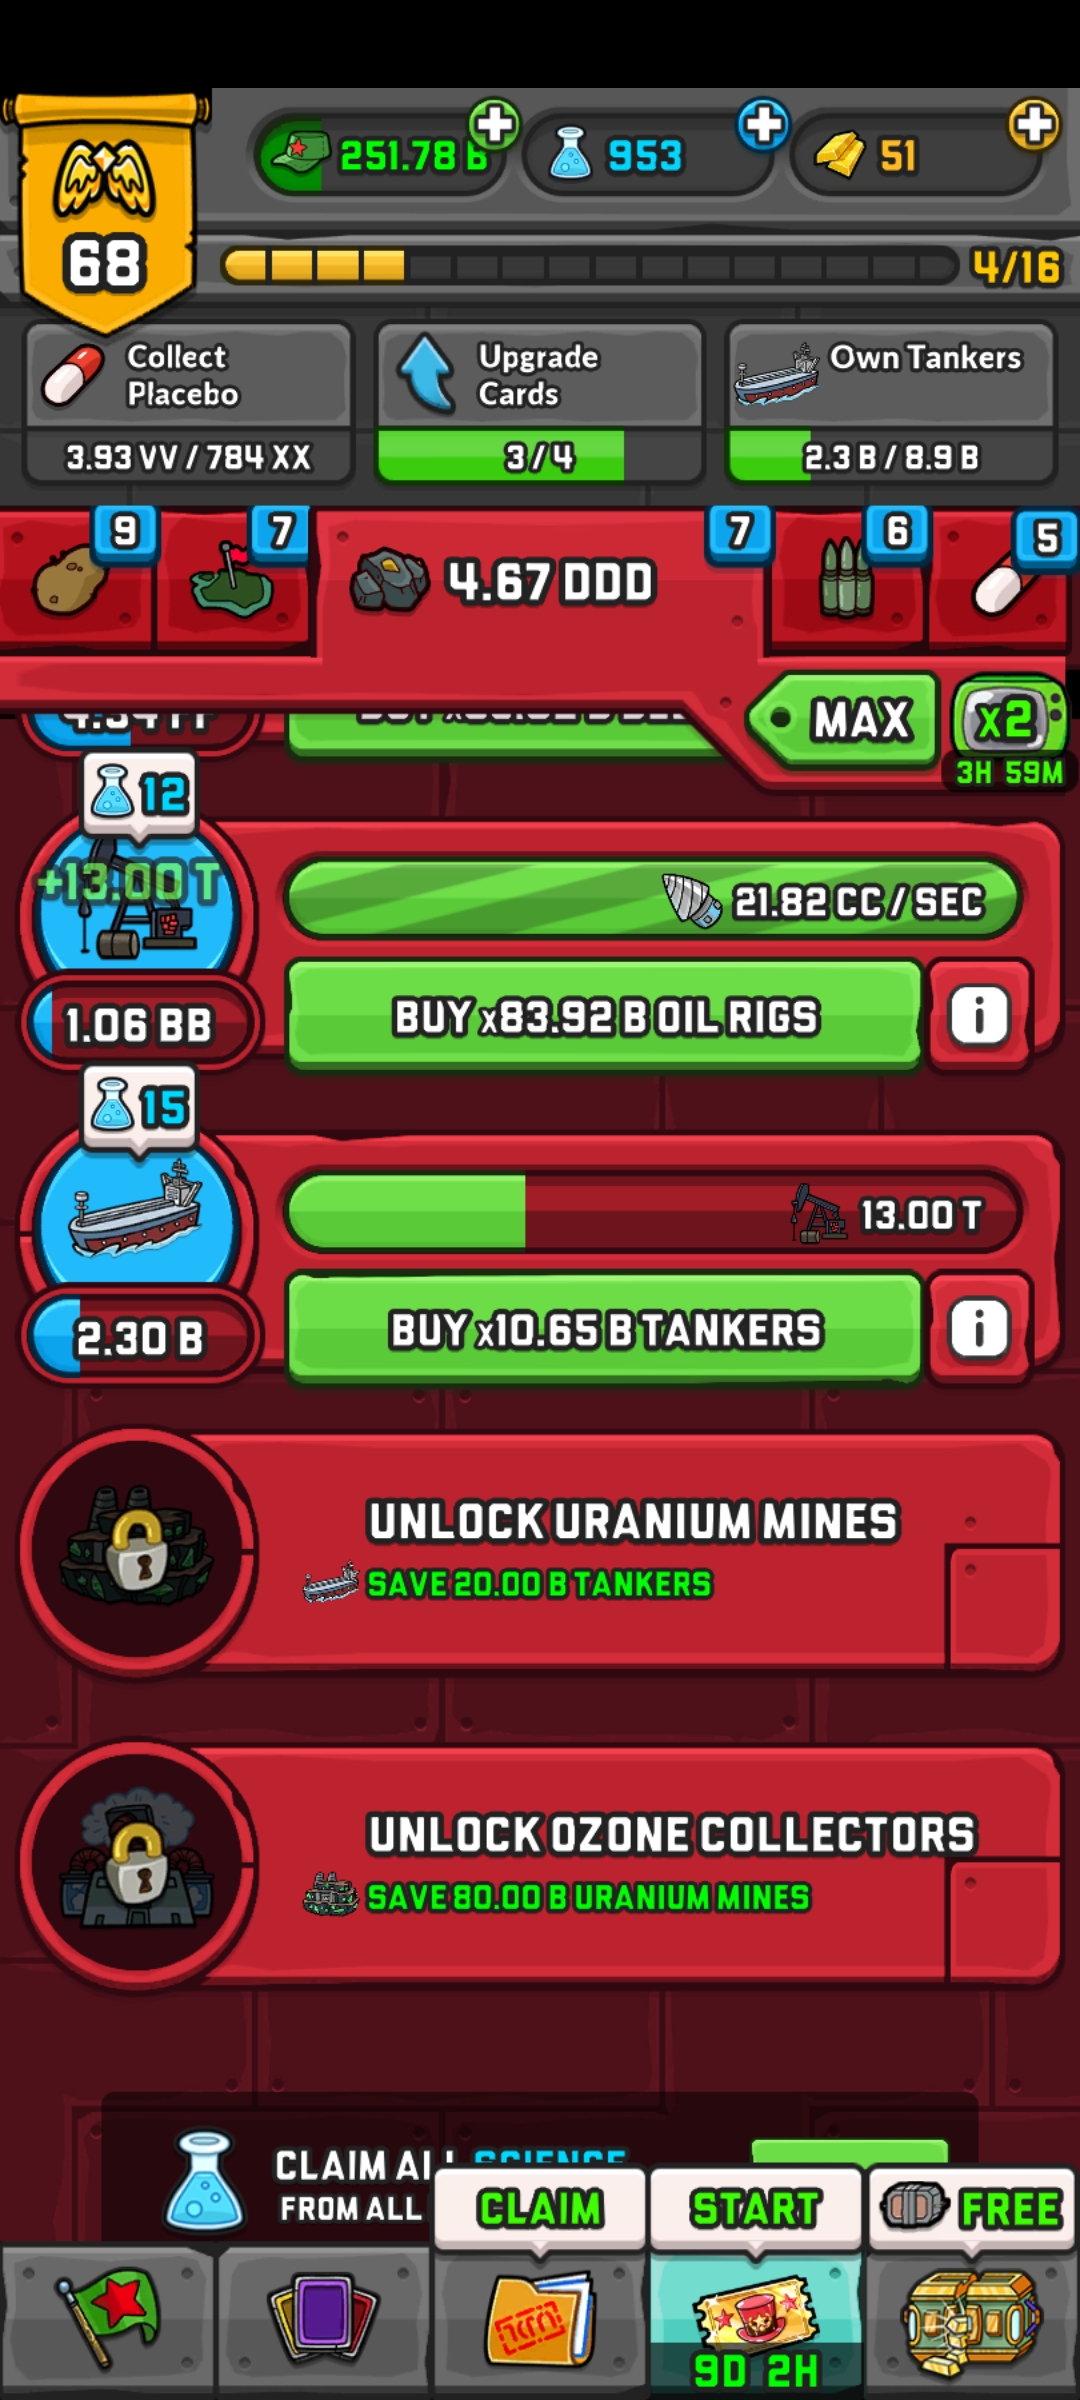 251.78 B
953
51
68
4/16
Collect
Placebo
3.93 VV / 784 XX
Upgrade
Cards
3/4
Own Tankers
2.3 B / 8.9 B
9
7
4.67 DDD
7
6
5
MAX
x2
3H 59M
12
+13.00 T
21.82 CC / SEC
1.06 BB
BUY x83.92 B OIL RIGS
i
15
13.00 T
2.30 B
BUY x10.65 B TANKERS
i
UNLOCK URANIUM MINES
SAVE 20.00 B TANKERS
UNLOCK OZONE COLLECTORS
SAVE 80.00 B URANIUM MINES
CLAIM ALL SCIENCE
FROM ALL
CLAIM
START
FREE
9D 2H